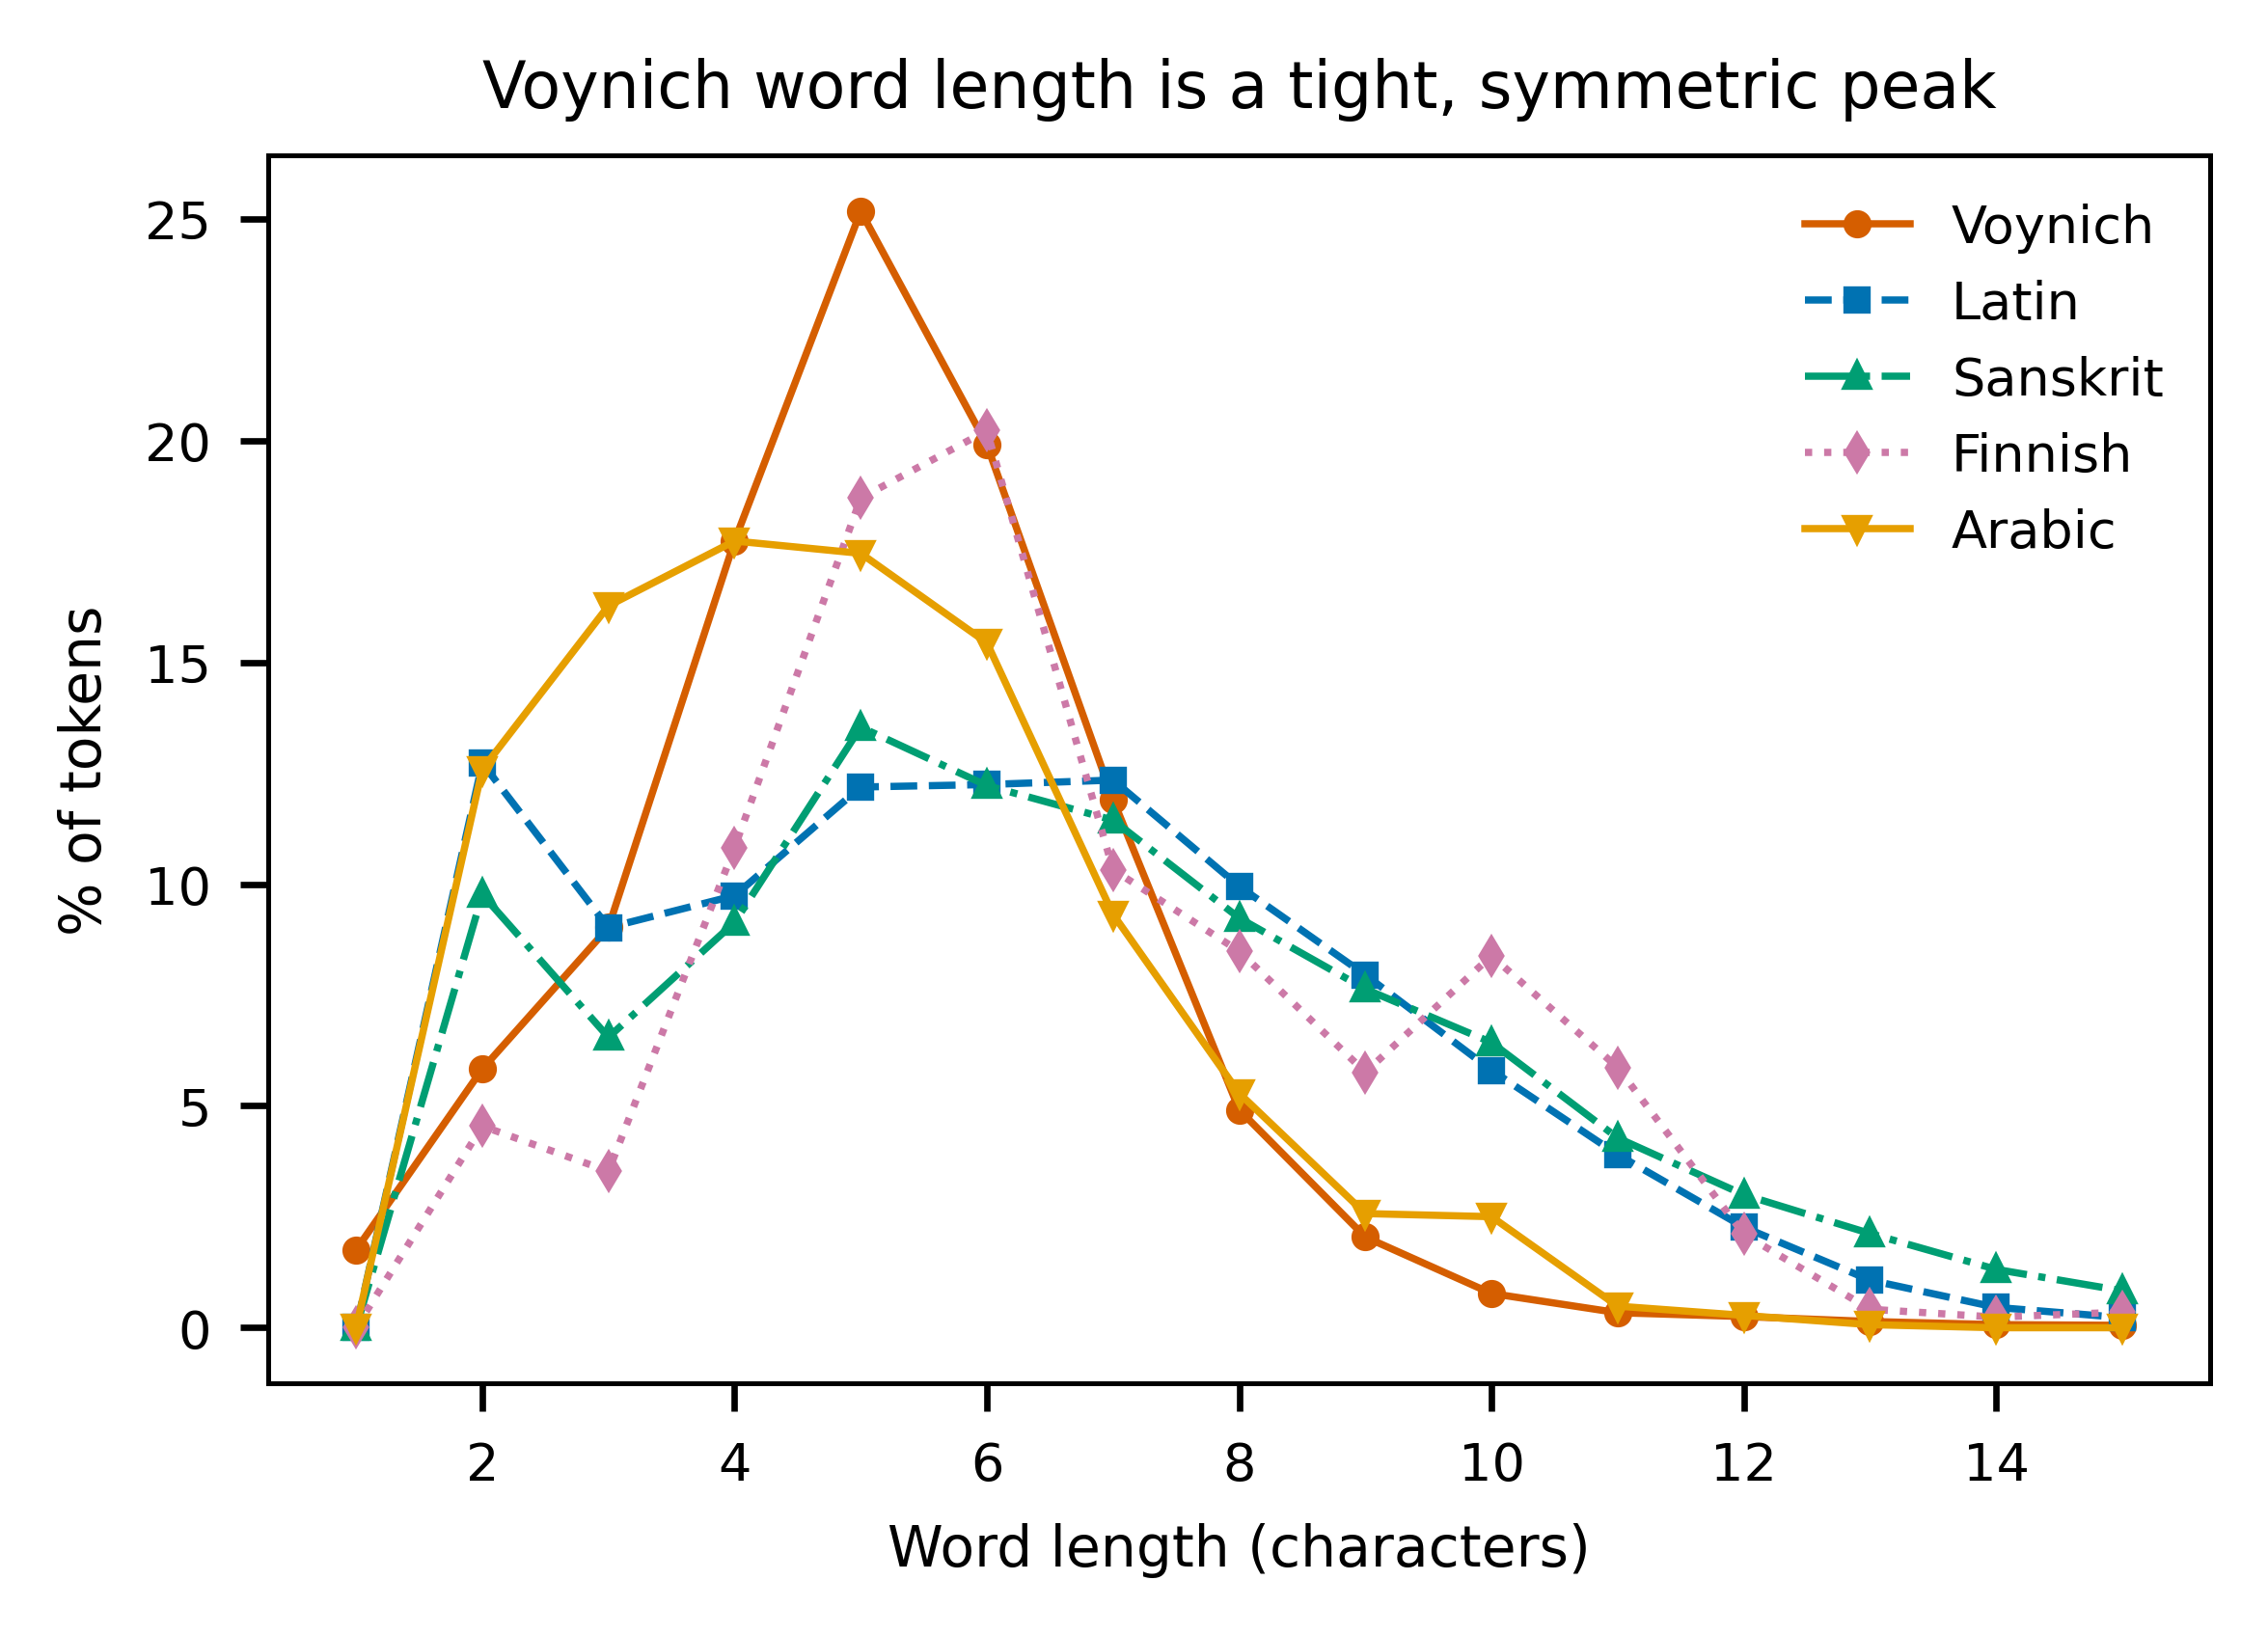 Voynich word length is a tight, symmetric peak
25
20
15
10
5
0
% of tokens
Voynich
Latin
Sanskrit
Finnish
Arabic
2 4 6 8 10 12 14
Word length (characters)